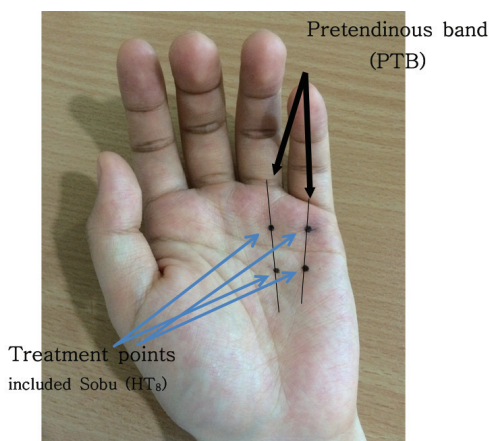 Pretendinous band
(PTB)
Treatment points
included Sobu (HT₈)